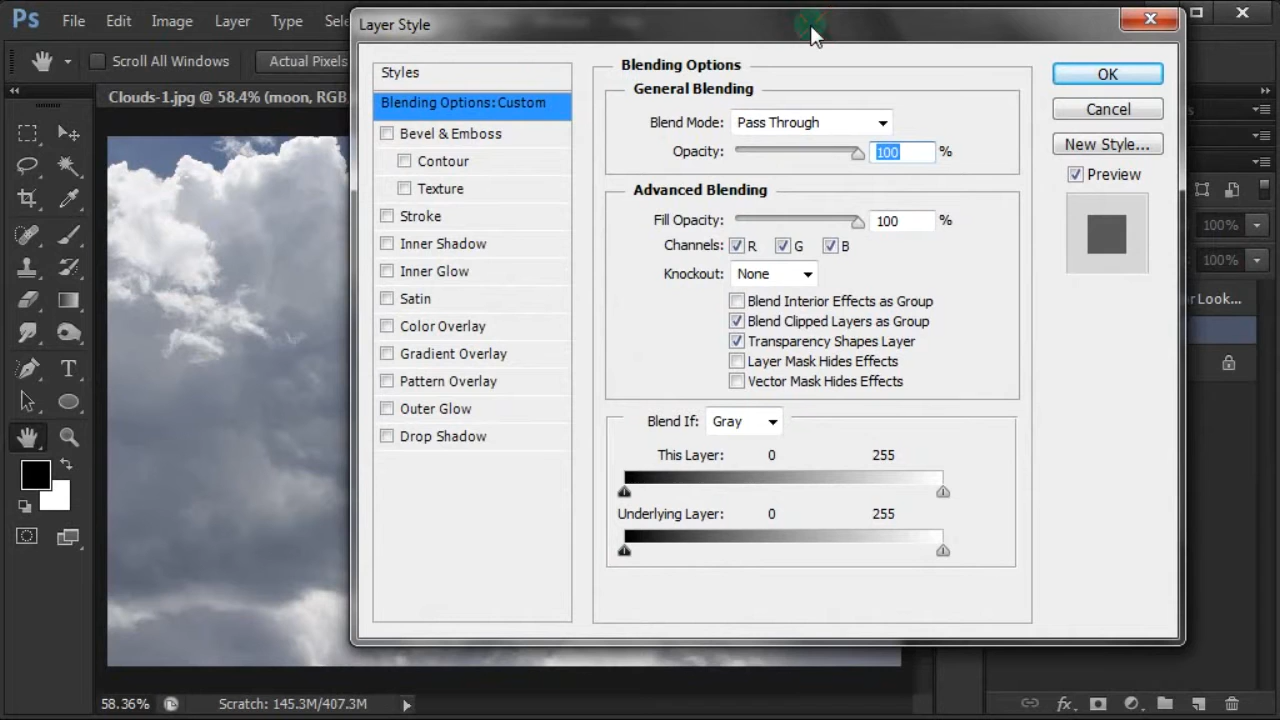 Ps File Edit Image Layer Type
Layer Style
Scroll All Windows Actual Pixels
Clouds-1.jpg @ 58.4% (moon, RGB
Styles
Blending Options: Custom
Bevel & Emboss
Contour
Texture
Stroke
Inner Shadow
Inner Glow
Satin
Color Overlay
Gradient Overlay
Pattern Overlay
Outer Glow
Drop Shadow
Blending Options
General Blending
Blend Mode: Pass Through
Opacity: 100 %
Advanced Blending
Fill Opacity: 100 %
Channels: R G B
Knockout: None
Blend Interior Effects as Group
Blend Clipped Layers as Group
Transparency Shapes Layer
Layer Mask Hides Effects
Vector Mask Hides Effects
Blend If: Gray
This Layer: 0 255
Underlying Layer: 0 255
OK
Cancel
New Style...
Preview
100%
100%
Look...
58.36% Scratch: 145.3M/407.3M
fx